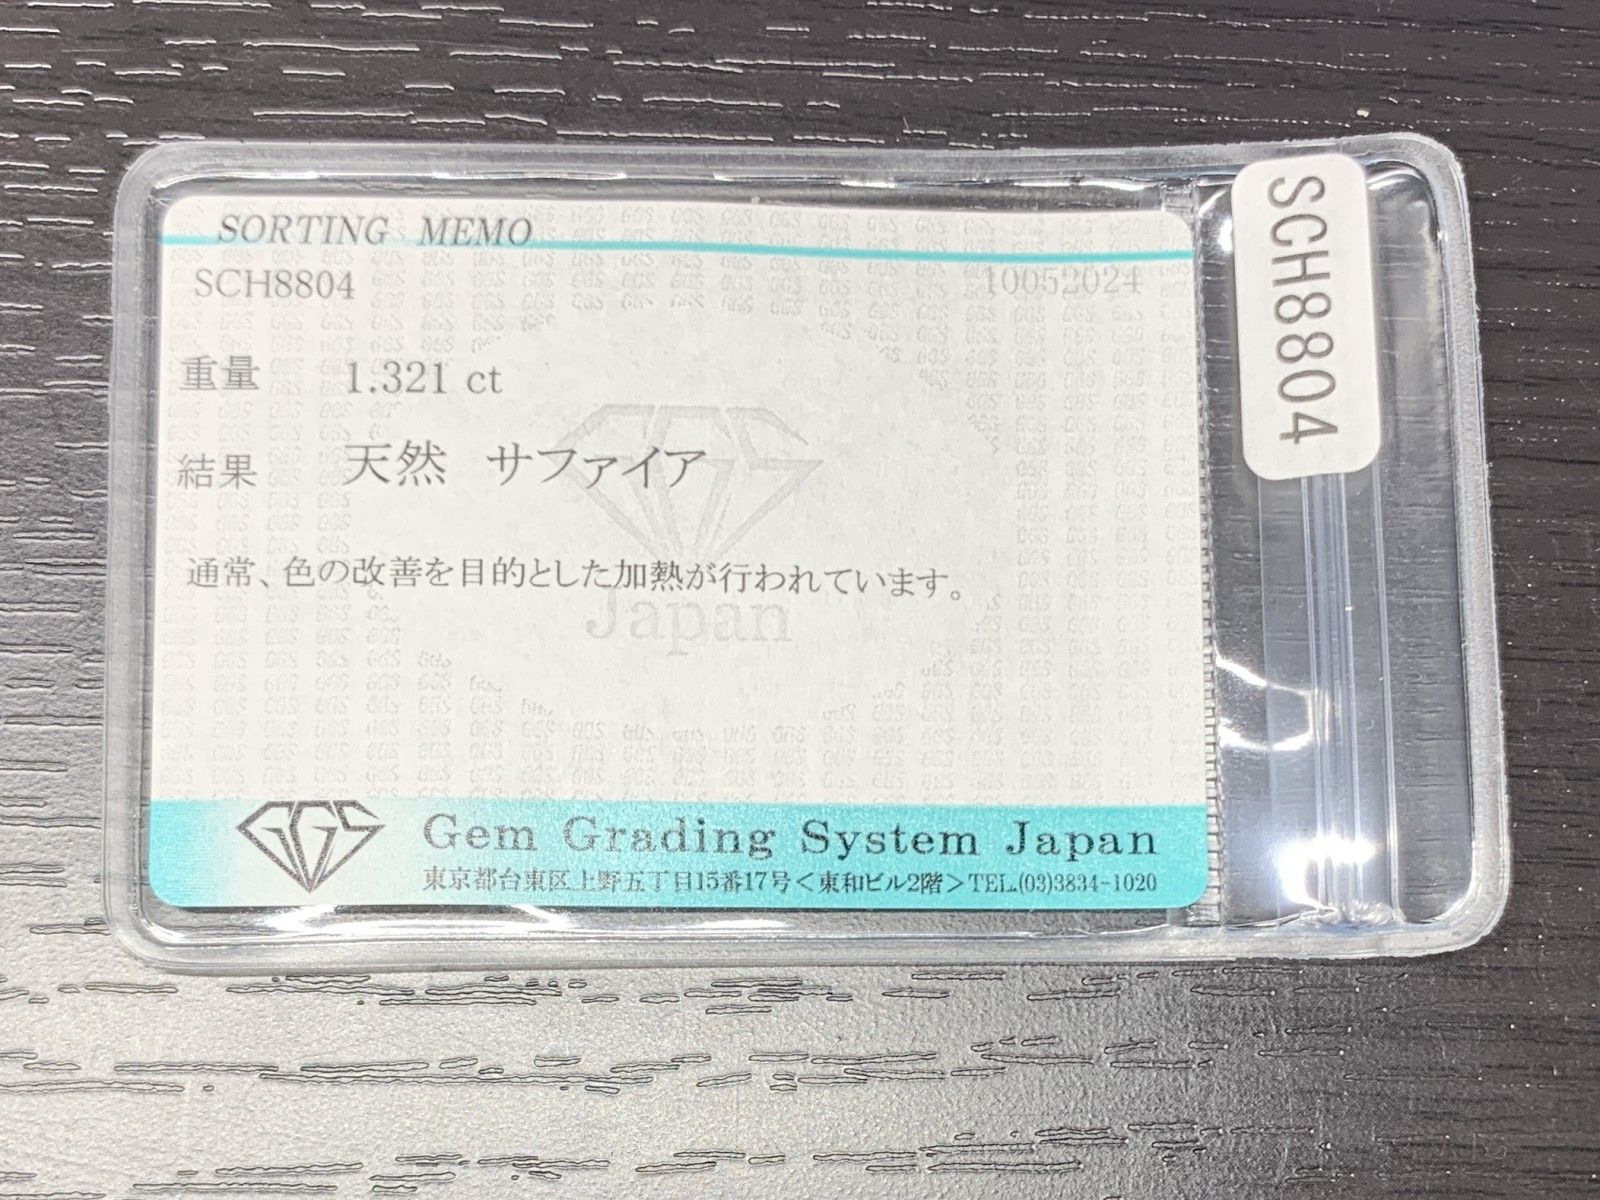 SORTING MEMO
SCH8804 10052024
重量 1.321 ct
結果 天然 サファイア
通常、色の改善を目的とした加熱が行われています。
GGS
Japan
GGS Gem Grading System Japan
東京都台東区上野五丁目15番17号<東和ビル2階>TEL.(03)3834-1020
SCH8804